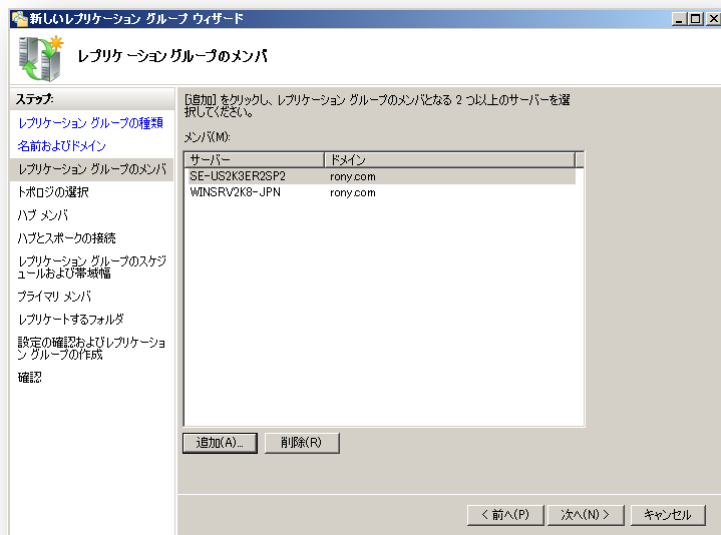 新しいレプリケーション グループ ウィザード
レプリケーション グループのメンバ
ステップ:
レプリケーション グループの種類
名前およびドメイン
レプリケーション グループのメンバ
トポロジの選択
ハブ メンバ
ハブとスポークの接続
レプリケーション グループのスケジ
ュールおよび帯域幅
プライマリ メンバ
レプリケートするフォルダ
設定の確認およびレプリケーショ
ン グループの作成
確認
[追加] をクリックし、レプリケーション グループのメンバとなる 2 つ以上のサーバーを選
択してください。
メンバ(M):
サーバー ドメイン
SE-US2K3ER2SP2 rony.com
WINSRV2K8-JPN rony.com
追加(A)... 削除(R)
< 前へ(P) 次へ(N) > キャンセル